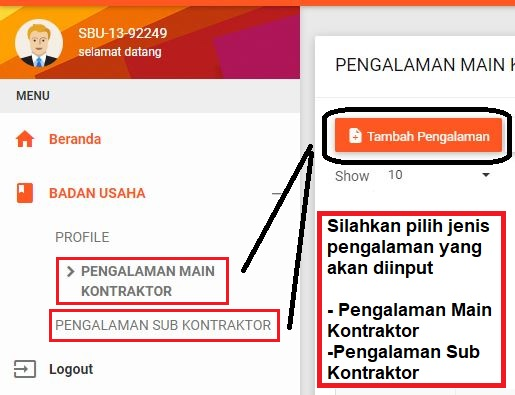 SBU-13-92249
selamat datang
MENU
Beranda
BADAN USAHA
PROFILE
PENGALAMAN MAIN
KONTRAKTOR
PENGALAMAN SUB KONTRAKTOR
Logout
PENGALAMAN MAIN
Tambah Pengalaman
Show 10
Silahkan pilih jenis
pengalaman yang
akan diinput
- Pengalaman Main
Kontraktor
-Pengalaman Sub
Kontraktor